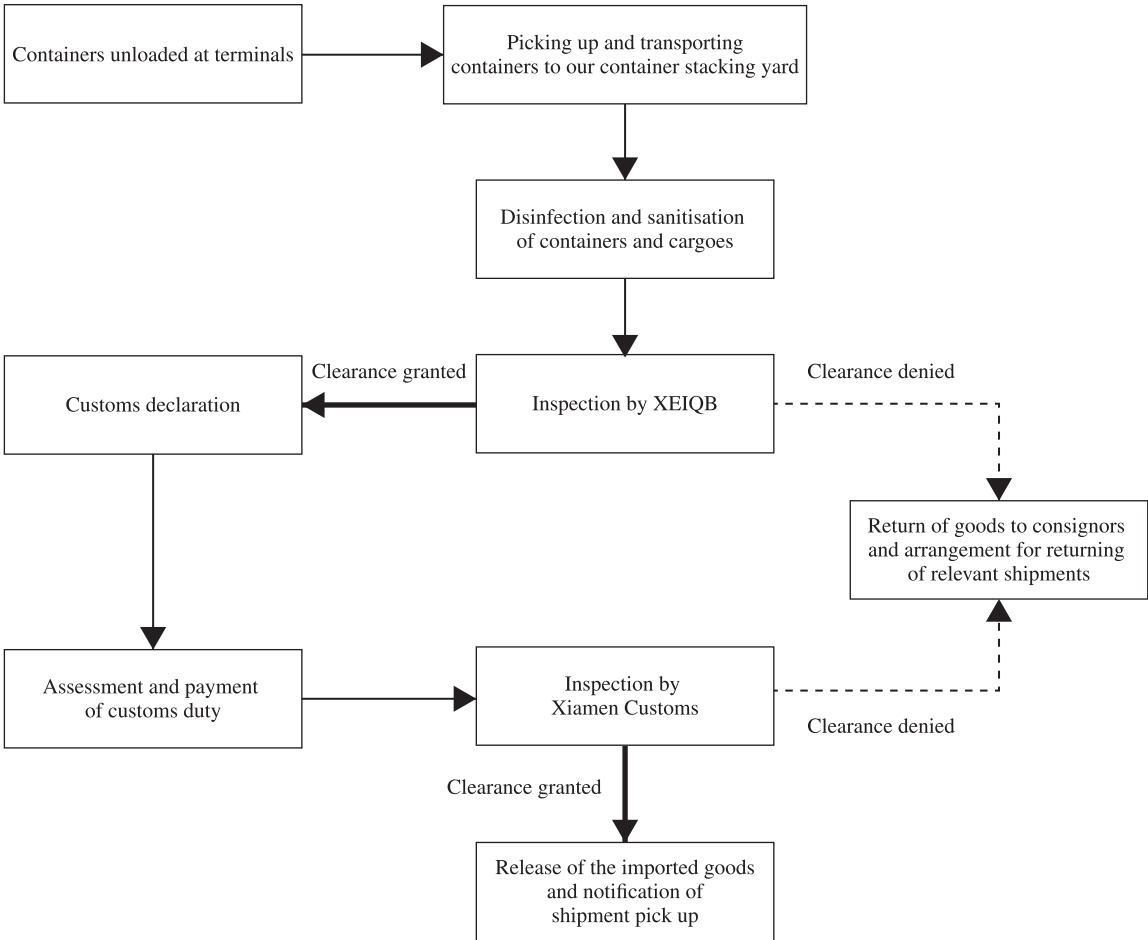 Containers unloaded at terminals
Picking up and transporting
containers to our container stacking yard
Disinfection and sanitisation
of containers and cargoes
Customs declaration
Clearance granted
Inspection by XEIQB
Clearance denied
Return of goods to consignors
and arrangement for returning
of relevant shipments
Assessment and payment
of customs duty
Inspection by
Xiamen Customs
Clearance denied
Clearance granted
Release of the imported goods
and notification of
shipment pick up